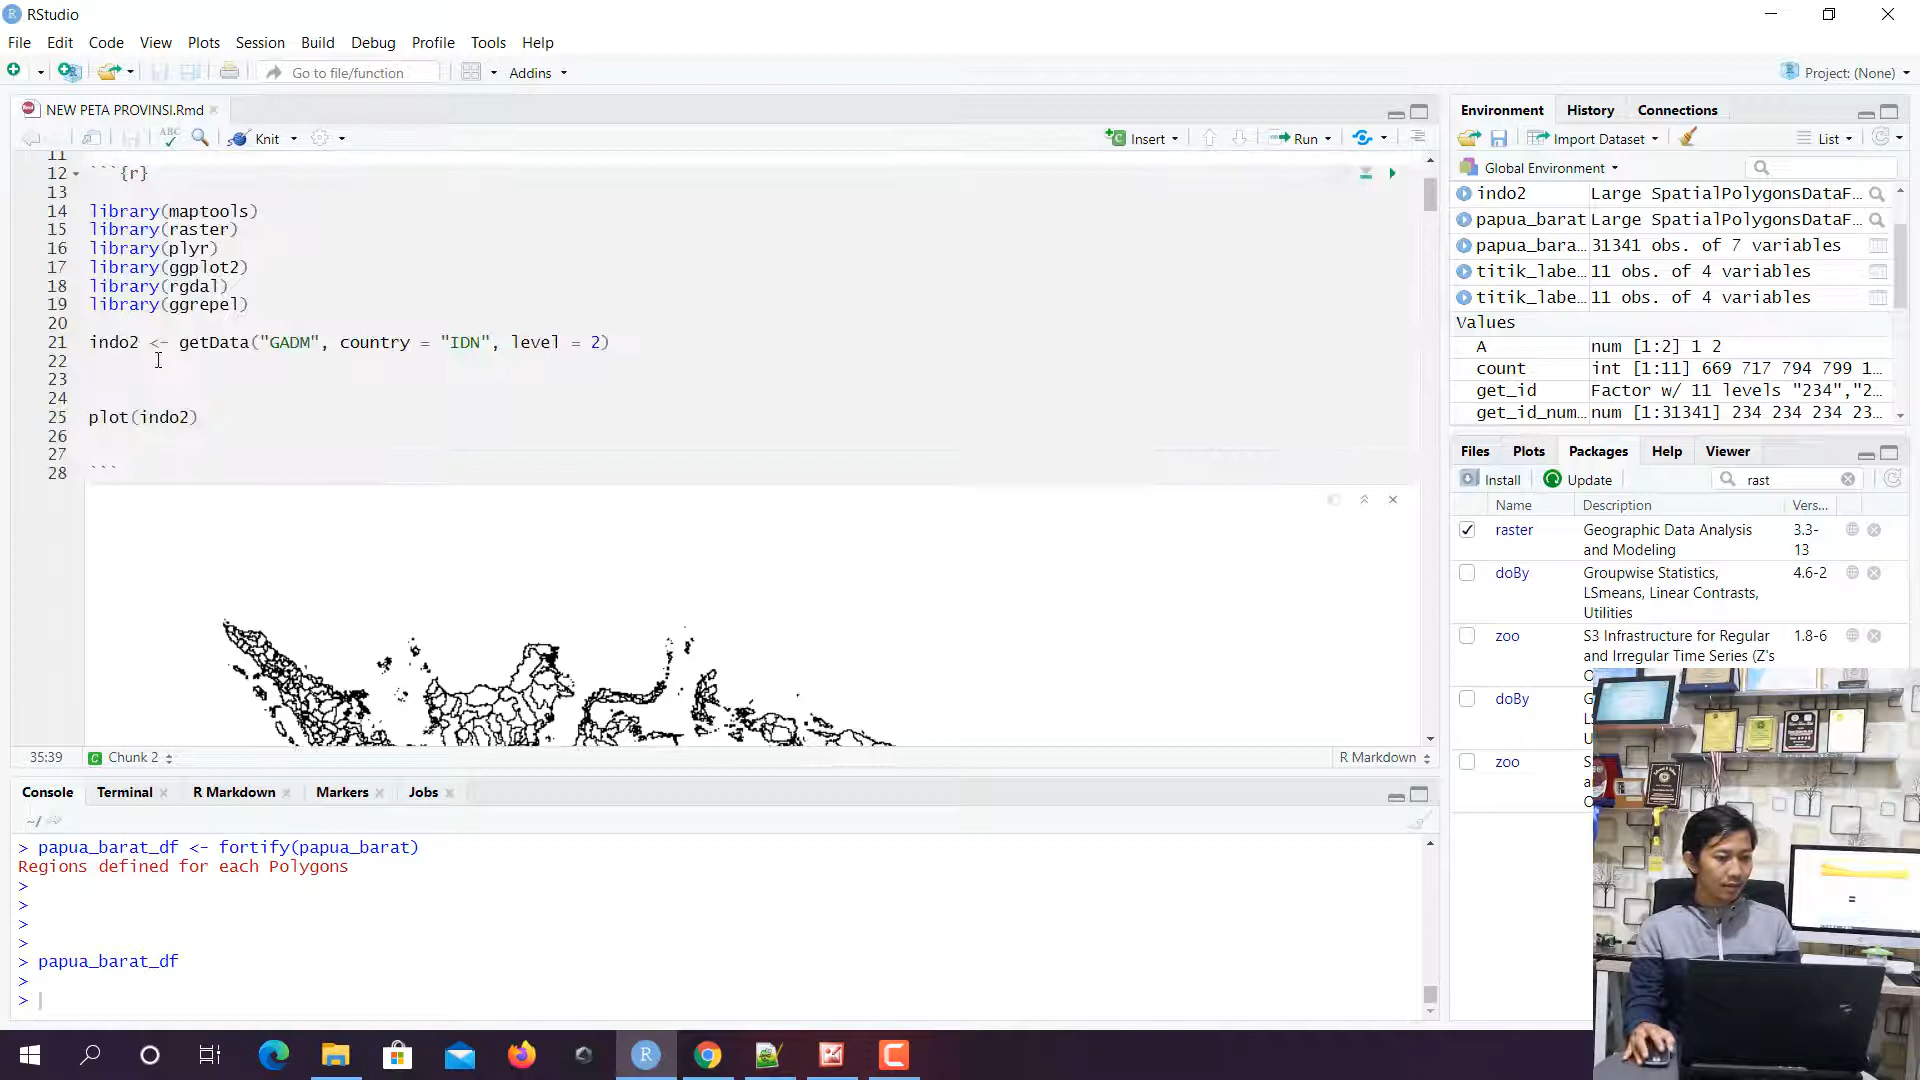 RStudio
File Edit Code View Plots Session Build Debug Profile Tools Help
Go to file/function Addins Project: (None)
NEW PETA PROVINSI.Rmd
ABC Knit Insert Run
11
12 ```{r}
13
14 library(maptools)
15 library(raster)
16 library(plyr)
17 library(ggplot2)
18 library(rgdal)
19 library(ggrepel)
20
21 indo2 <- getData("GADM", country = "IDN", level = 2)
22
23
24
25 plot(indo2)
26
27
28 ```
35:39 Chunk 2 R Markdown
Console Terminal R Markdown Markers Jobs
~/
> papua_barat_df <- fortify(papua_barat)
Regions defined for each Polygons
>
>
>
>
> papua_barat_df
>
>
Environment History Connections
Import Dataset List
Global Environment
indo2 Large SpatialPolygonsDataF…
papua_barat Large SpatialPolygonsDataF…
papua_bara… 31341 obs. of 7 variables
titik_labe… 11 obs. of 4 variables
titik_labe… 11 obs. of 4 variables
Values
A num [1:2] 1 2
count int [1:11] 669 717 794 799 1…
get_id Factor w/ 11 levels "234","2…
get_id_num… num [1:31341] 234 234 234 23…
Files Plots Packages Help Viewer
Install Update rast
Name Description Vers...
raster Geographic Data Analysis and Modeling 3.3-13
doBy Groupwise Statistics, LSmeans, Linear Contrasts, Utilities 4.6-2
zoo S3 Infrastructure for Regular and Irregular Time Series (Z's 1.8-6
doBy
zoo